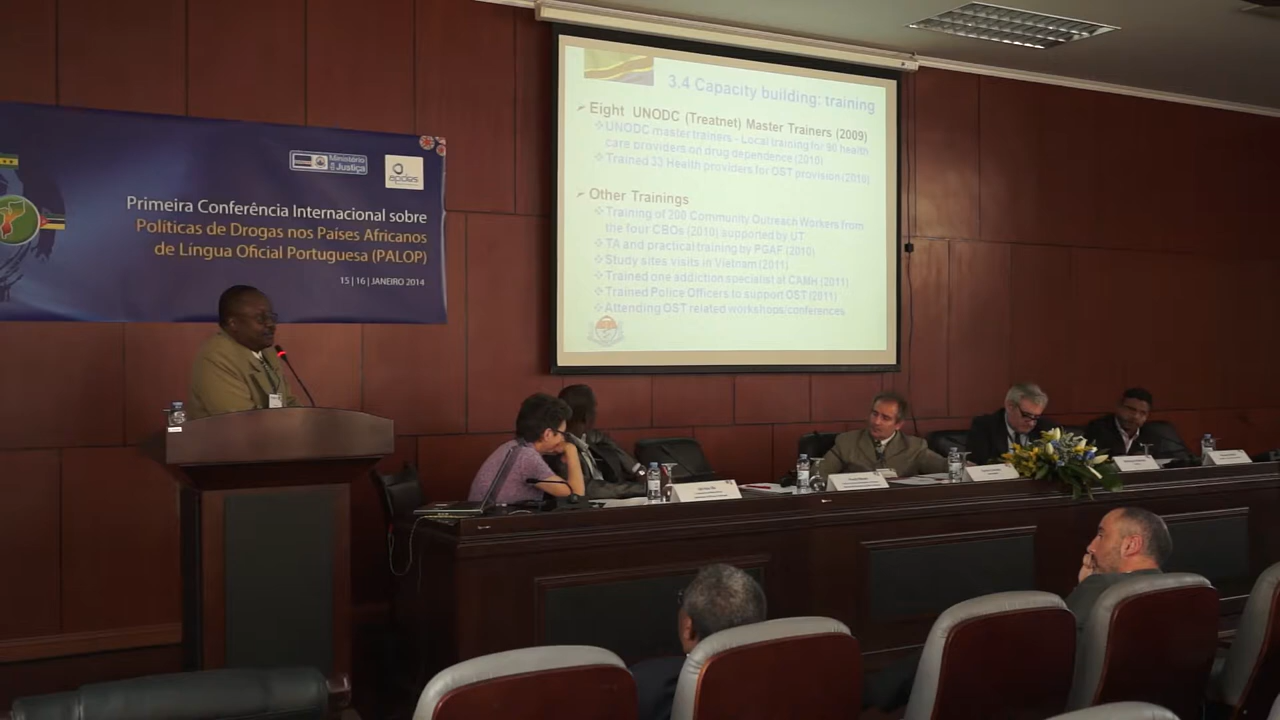 Ministério
da Justiça
apdes
Primeira Conferência Internacional sobre
Políticas de Drogas nos Países Africanos
de Língua Oficial Portuguesa (PALOP)
15 | 16 | JANEIRO 2014
3.4 Capacity building: training
Eight UNODC (Treatnet) Master Trainers (2009)
UNODC master trainers - Local training for 90 health
care providers on drug dependence (2010)
Trained 33 Health providers for OST provision (2010)
Other Trainings
Training of 200 Community Outreach Workers from
the four CBOs (2010) supported by UT
TA and practical training by PGAF (2010)
Study sites visits in Vietnam (2011)
Trained one addiction specialist at CAMH (2011)
Trained Police Officers to support OST (2011)
Attending OST related workshops/conferences